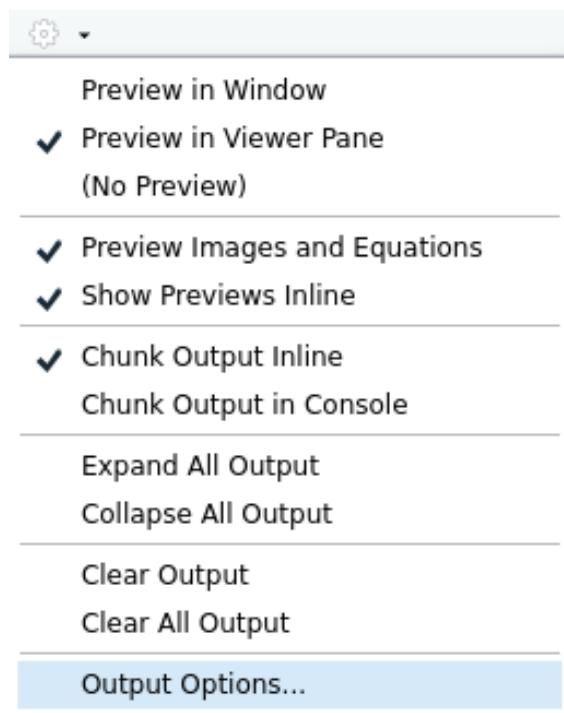 Preview in Window
Preview in Viewer Pane
(No Preview)
Preview Images and Equations
Show Previews Inline
Chunk Output Inline
Chunk Output in Console
Expand All Output
Collapse All Output
Clear Output
Clear All Output
Output Options...